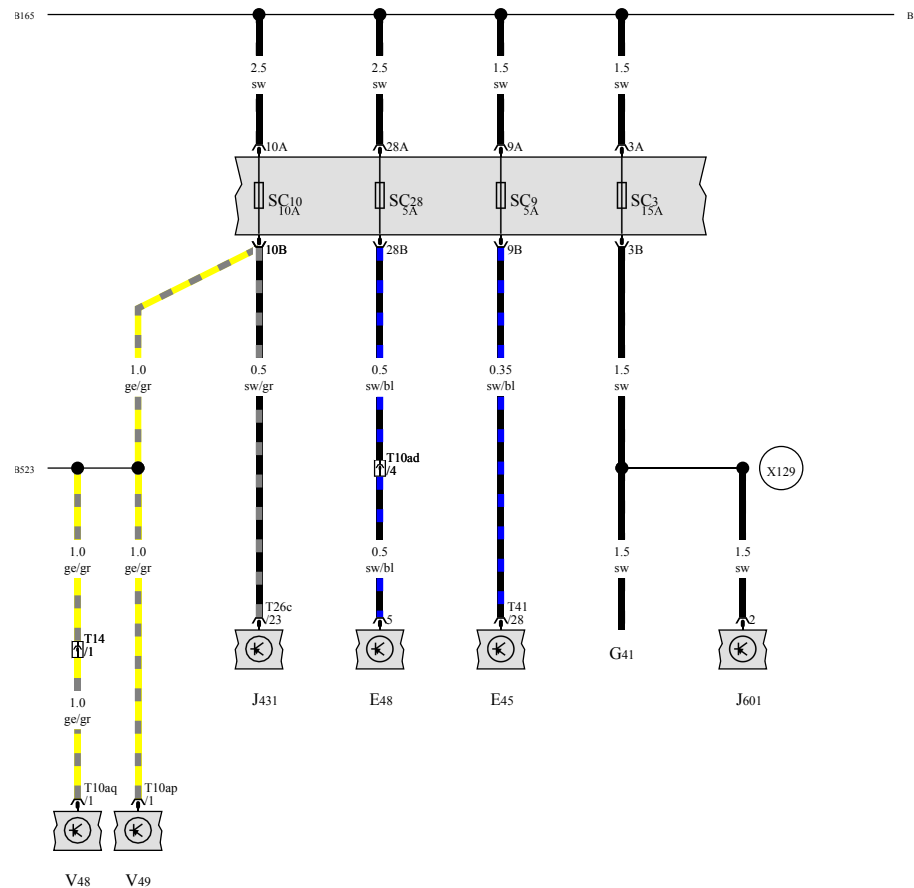 B165
B
2.5
sw
2.5
sw
1.5
sw
1.5
sw
10A
28A
9A
3A
SC10
10A
SC28
5A
SC9
5A
SC3
15A
10B
28B
9B
3B
1.0
ge/gr
0.5
sw/gr
0.5
sw/bl
0.35
sw/bl
1.5
sw
B523
T10ad
/4
X129
1.0
ge/gr
1.0
ge/gr
0.5
sw/bl
1.5
sw
1.5
sw
T26c
/23
5
T41
/28
2
T14
/1
G41
J431
E48
E45
J601
1.0
ge/gr
T10aq
/1
T10ap
/1
V48
V49